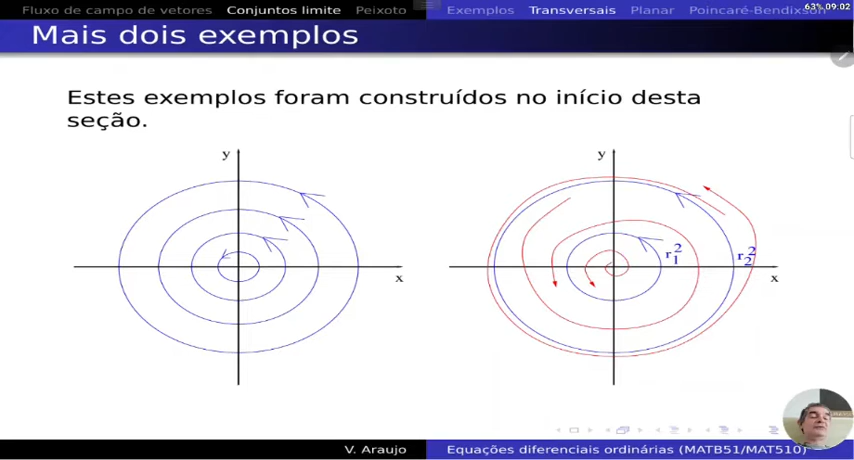 Fluxo de campo de vetores Conjuntos limite Peixoto Exemplos Transversais Planar Poincaré-Bendixson
63% 09:02
Mais dois exemplos
Estes exemplos foram construídos no início desta
seção.
y
x
y
r₁²
r₂²
x
V. Araujo
Equações diferenciais ordinárias (MATB51/MAT510)